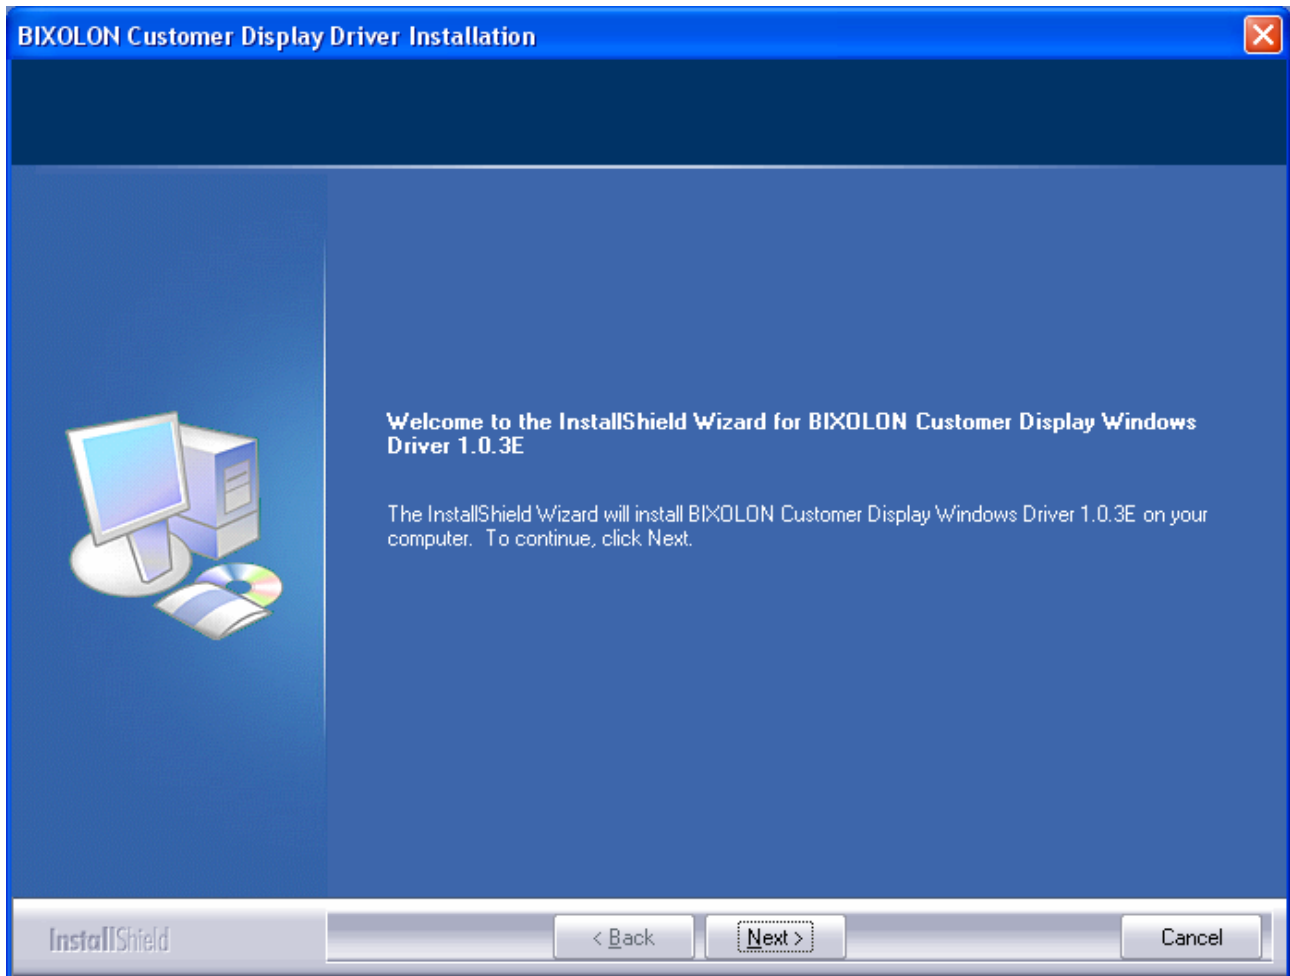 BIXOLON Customer Display Driver Installation
Welcome to the InstallShield Wizard for BIXOLON Customer Display Windows
Driver 1.0.3E
The InstallShield Wizard will install BIXOLON Customer Display Windows Driver 1.0.3E on your
computer.  To continue, click Next.
InstallShield
< Back
Next >
Cancel